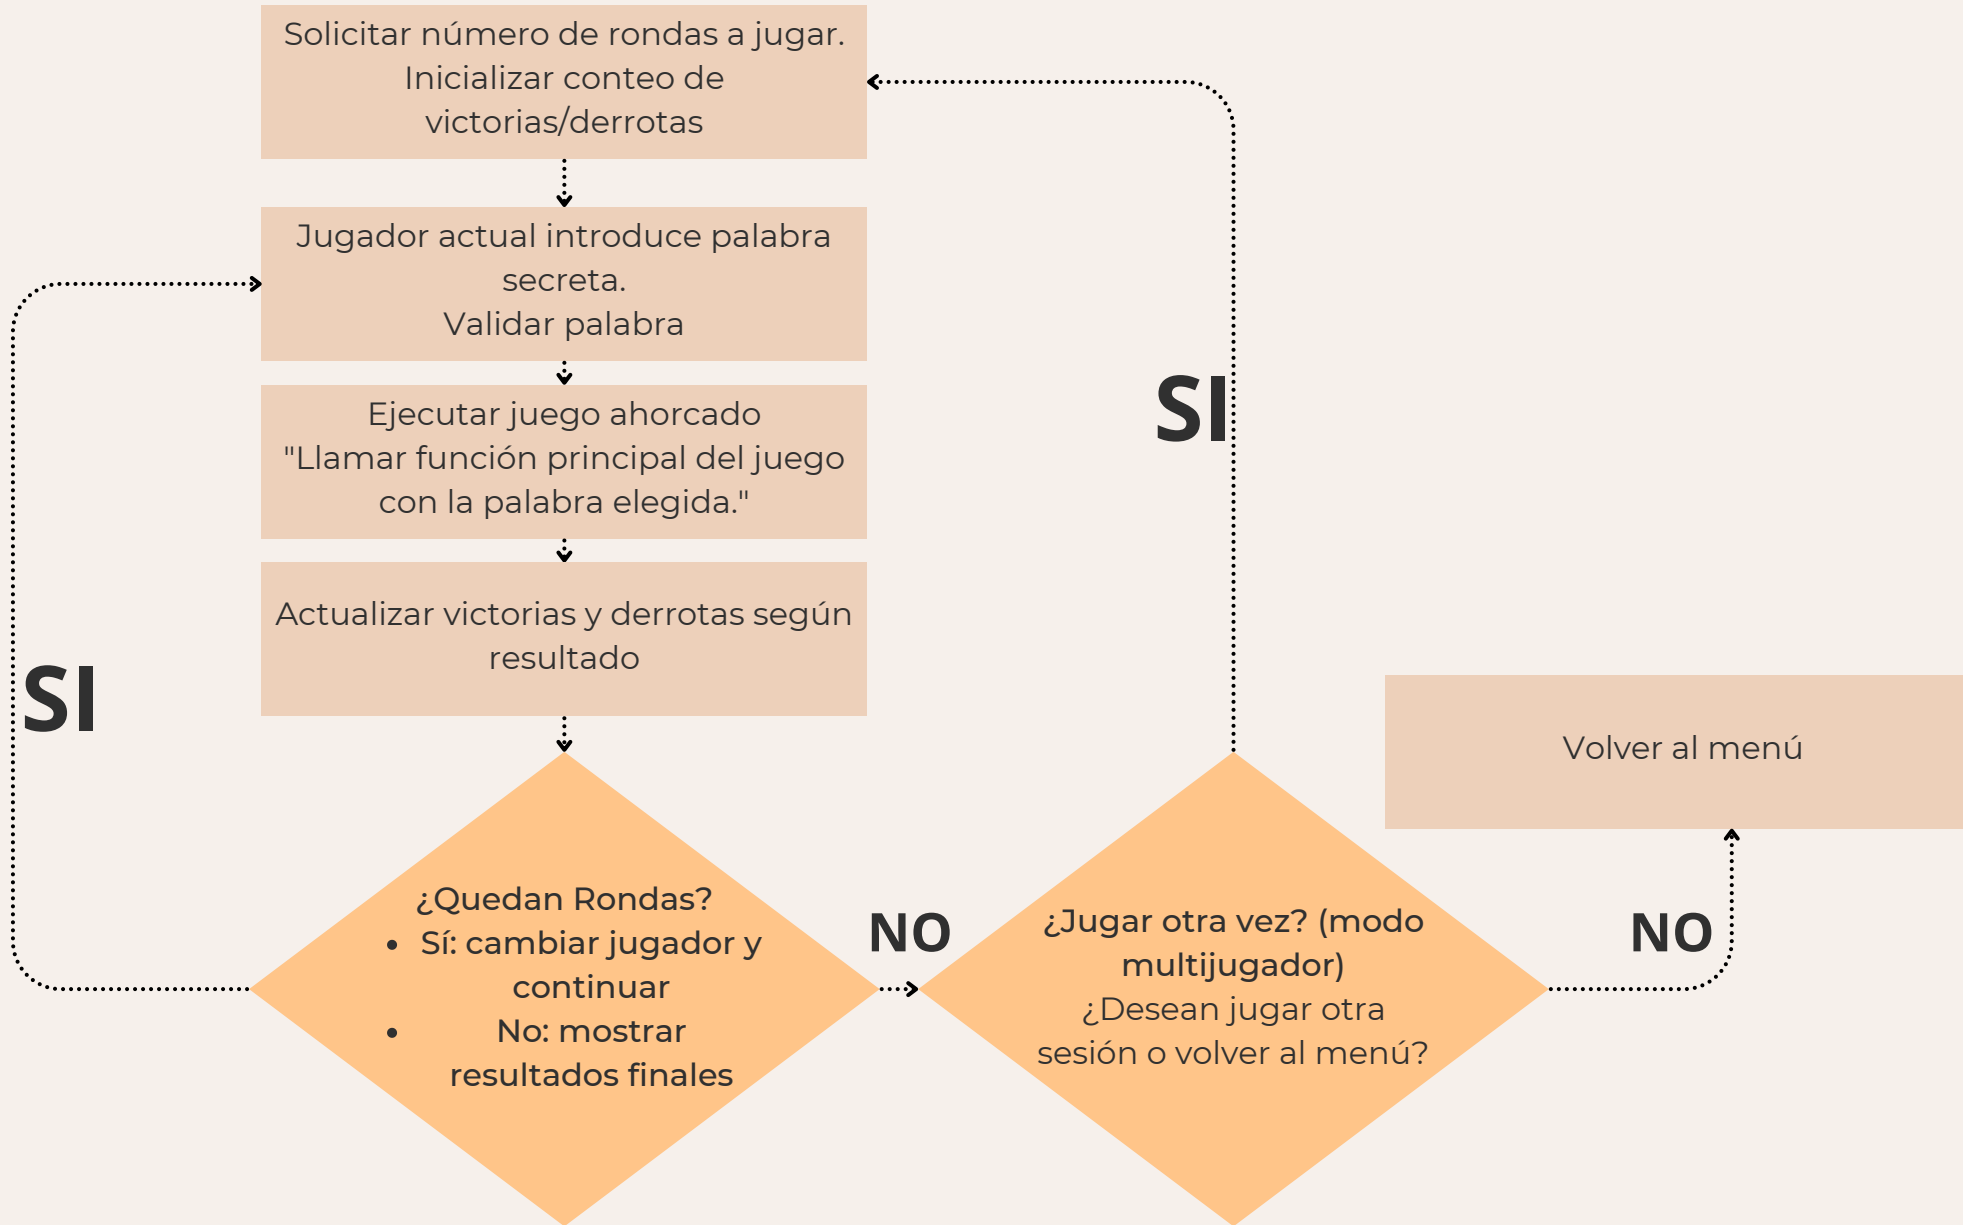 Solicitar número de rondas a jugar.
Inicializar conteo de
victorias/derrotas
Jugador actual introduce palabra
secreta.
Validar palabra
Ejecutar juego ahorcado
"Llamar función principal del juego
con la palabra elegida."
Actualizar victorias y derrotas según
resultado
SI
SI
Volver al menú
¿Quedan Rondas?
• Sí: cambiar jugador y
continuar
• No: mostrar
resultados finales
NO
¿Jugar otra vez? (modo
multijugador)
¿Desean jugar otra
sesión o volver al menú?
NO